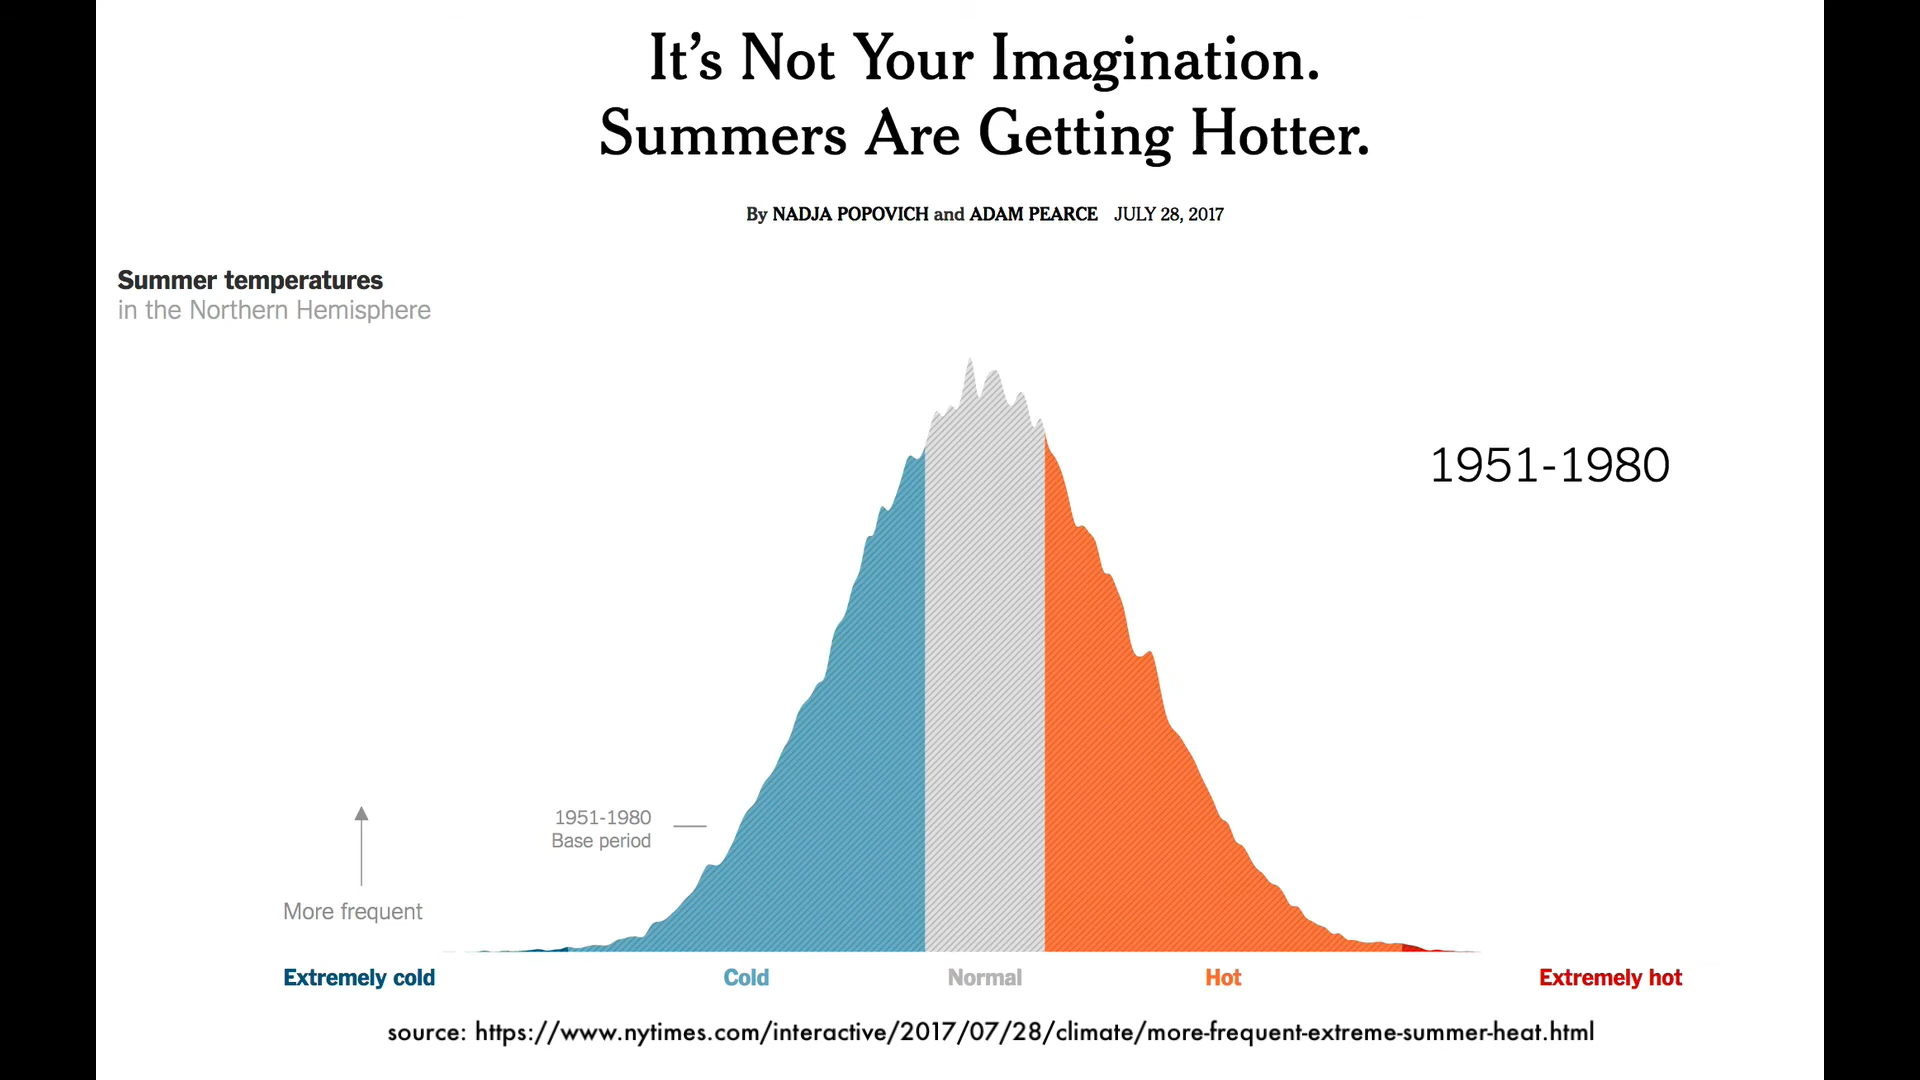 It’s Not Your Imagination.
Summers Are Getting Hotter.
By NADJA POPOVICH and ADAM PEARCE JULY 28, 2017
Summer temperatures
in the Northern Hemisphere
1951-1980
1951-1980
Base period
More frequent
Extremely cold
Cold
Normal
Hot
Extremely hot
source: https://www.nytimes.com/interactive/2017/07/28/climate/more-frequent-extreme-summer-heat.html